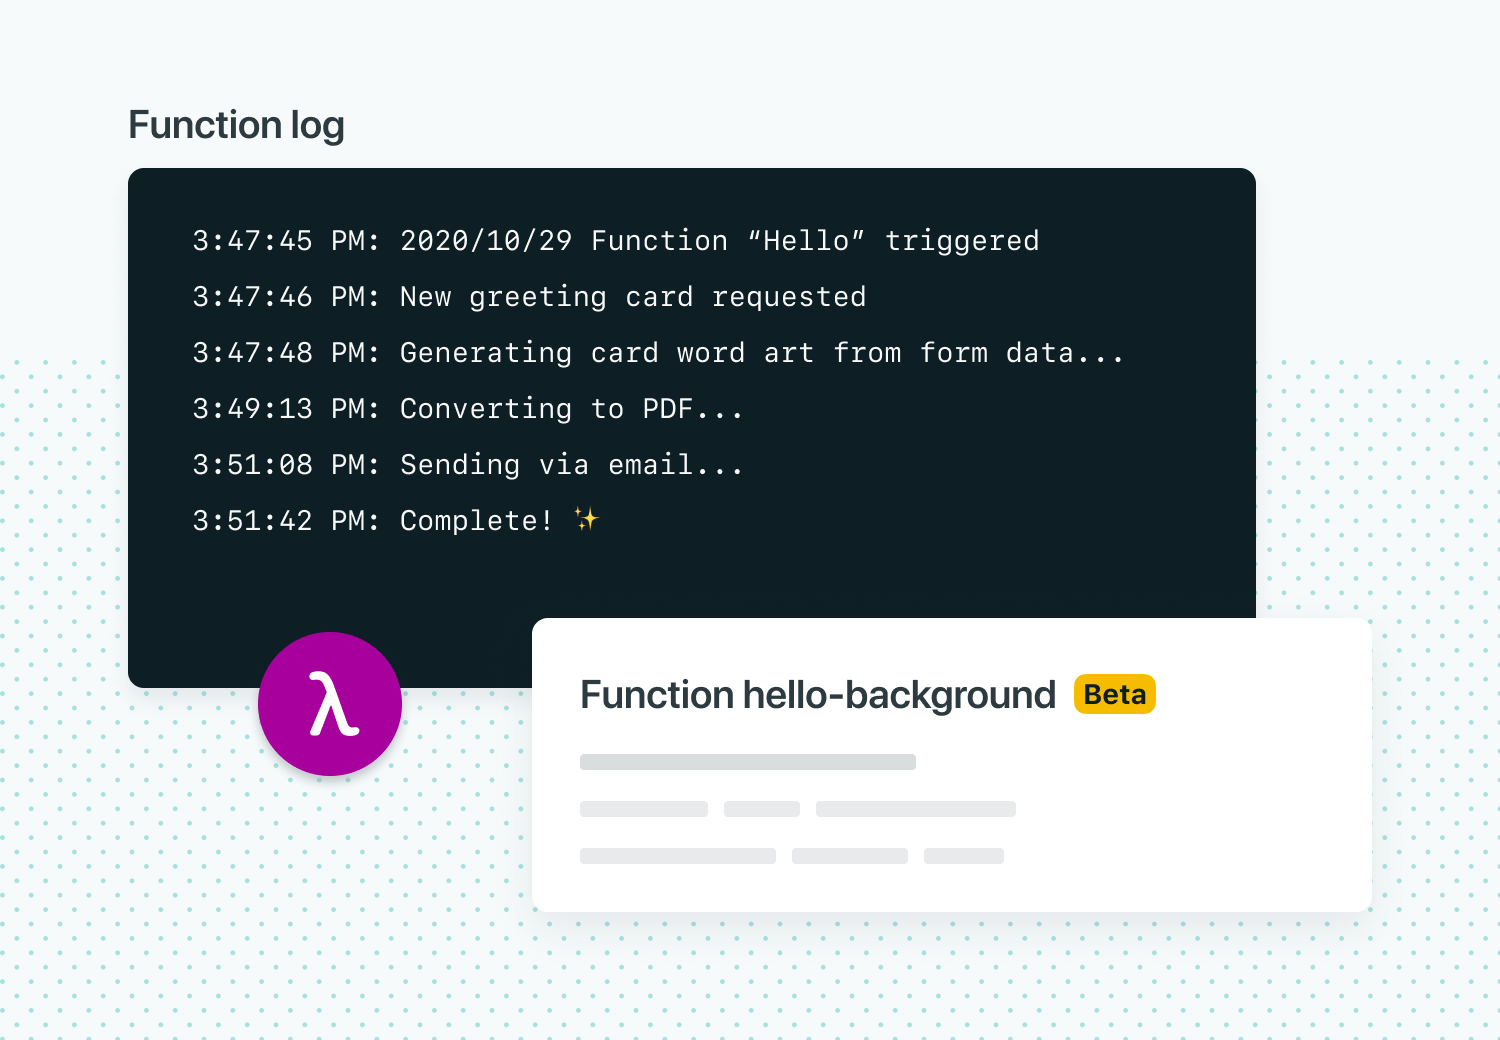 Function log
3:47:45 PM: 2020/10/29 Function “Hello” triggered
3:47:46 PM: New greeting card requested
3:47:48 PM: Generating card word art from form data...
3:49:13 PM: Converting to PDF...
3:51:08 PM: Sending via email...
3:51:42 PM: Complete! ✨
λ
Function hello-background Beta